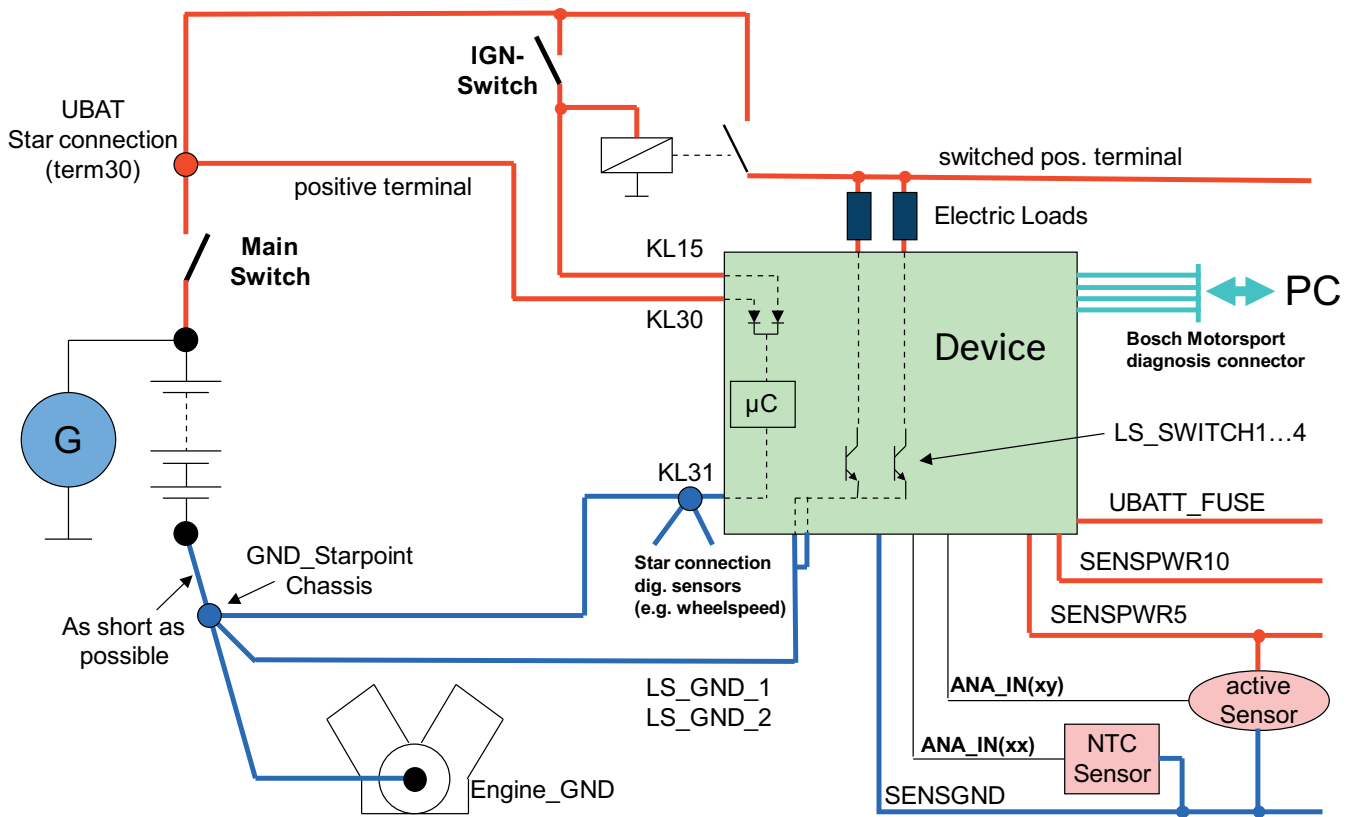 IGN-
Switch
UBAT
Star connection
(term30)
positive terminal
switched pos. terminal
Electric Loads
Main
Switch
KL15
KL30
Device
PC
Bosch Motorsport
diagnosis connector
G
µC
LS_SWITCH1…4
KL31
UBATT_FUSE
GND_Starpoint
Chassis
Star connection
dig. sensors
(e.g. wheelspeed)
SENSPWR10
As short as
possible
SENSPWR5
LS_GND_1
LS_GND_2
ANA_IN(xy)
active
Sensor
ANA_IN(xx)
NTC
Sensor
Engine_GND
SENSGND